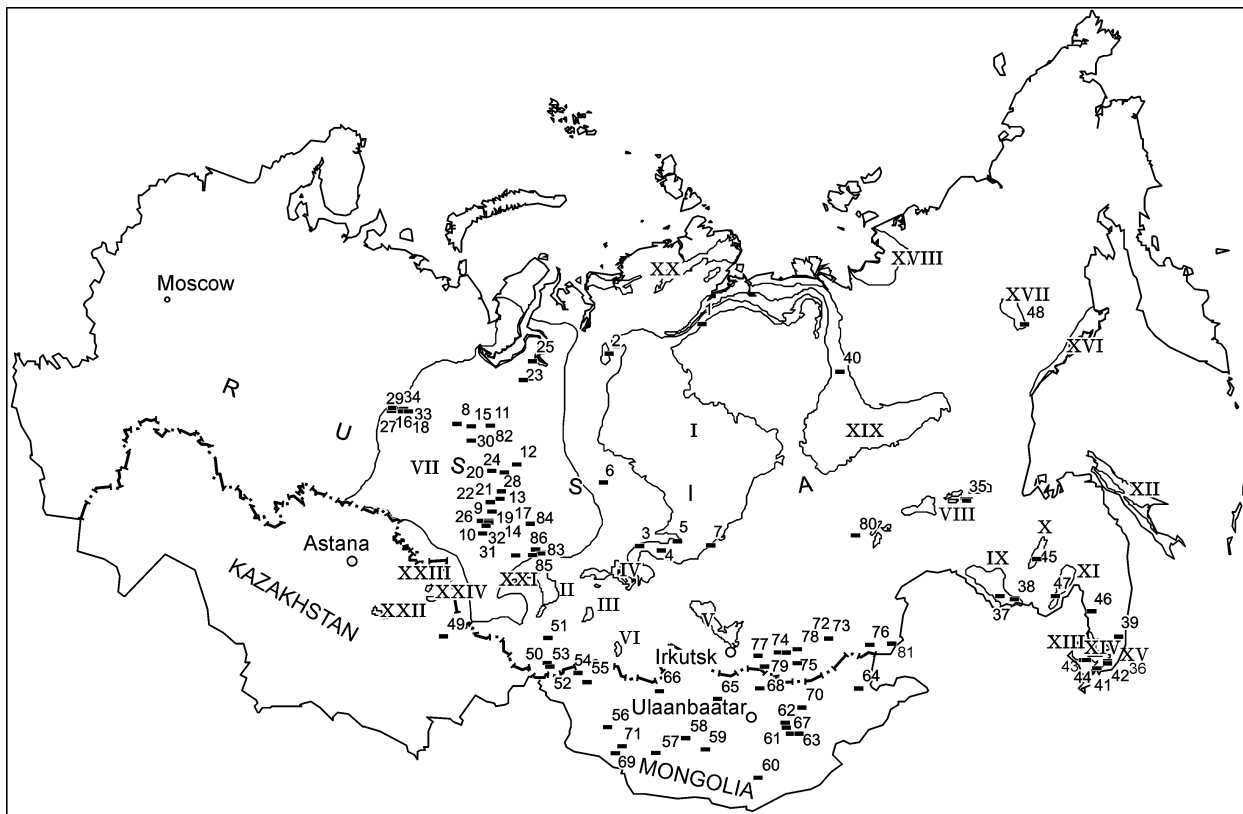 XX
XVIII
Moscow
1
XVII
48
XVI
2
25
23
40
R
29 34
8 15 11
33
27 16 18
82
30
U
I
I
XIX
VII
24 12
S
20
28
6
S
I
A
35
XII
22 21 13
VIII
9 17
26 19 84
80
10 32 14
86
3 5 7
X
31
83
4
45
Astana
85
IX
XI
XXIII
XXI
IV
38 47
XXIV
II
37
46
XXII
III
V
49
51
72 73
39
VI
77 74 78 76
XIII XIV XV
50 53
Irkutsk
81
54 55
79 75
43 42 36
52
66 65 68
64
44 41
KAZAKHSTAN
70
Ulaanbaatar
62
56
58
67
71 57 59
61 63
69
60
MONGOLIA